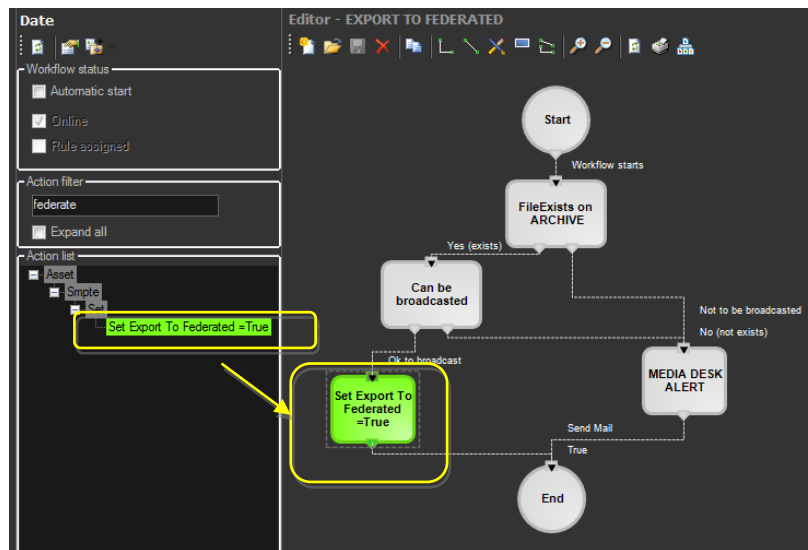 Date
Workflow status
Automatic start
Online
Rule assigned
Action filter
federate
Expand all
Action list
Asset
Smpte
Set
Set Export To Federated =True
Editor - EXPORT TO FEDERATED
Start
Workflow starts
FileExists on
ARCHIVE
Yes (exists)
Can be
broadcasted
Not to be broadcasted
No (not exists)
Ok to broadcast
MEDIA DESK
ALERT
Set Export To
Federated
=True
Send Mail
True
End